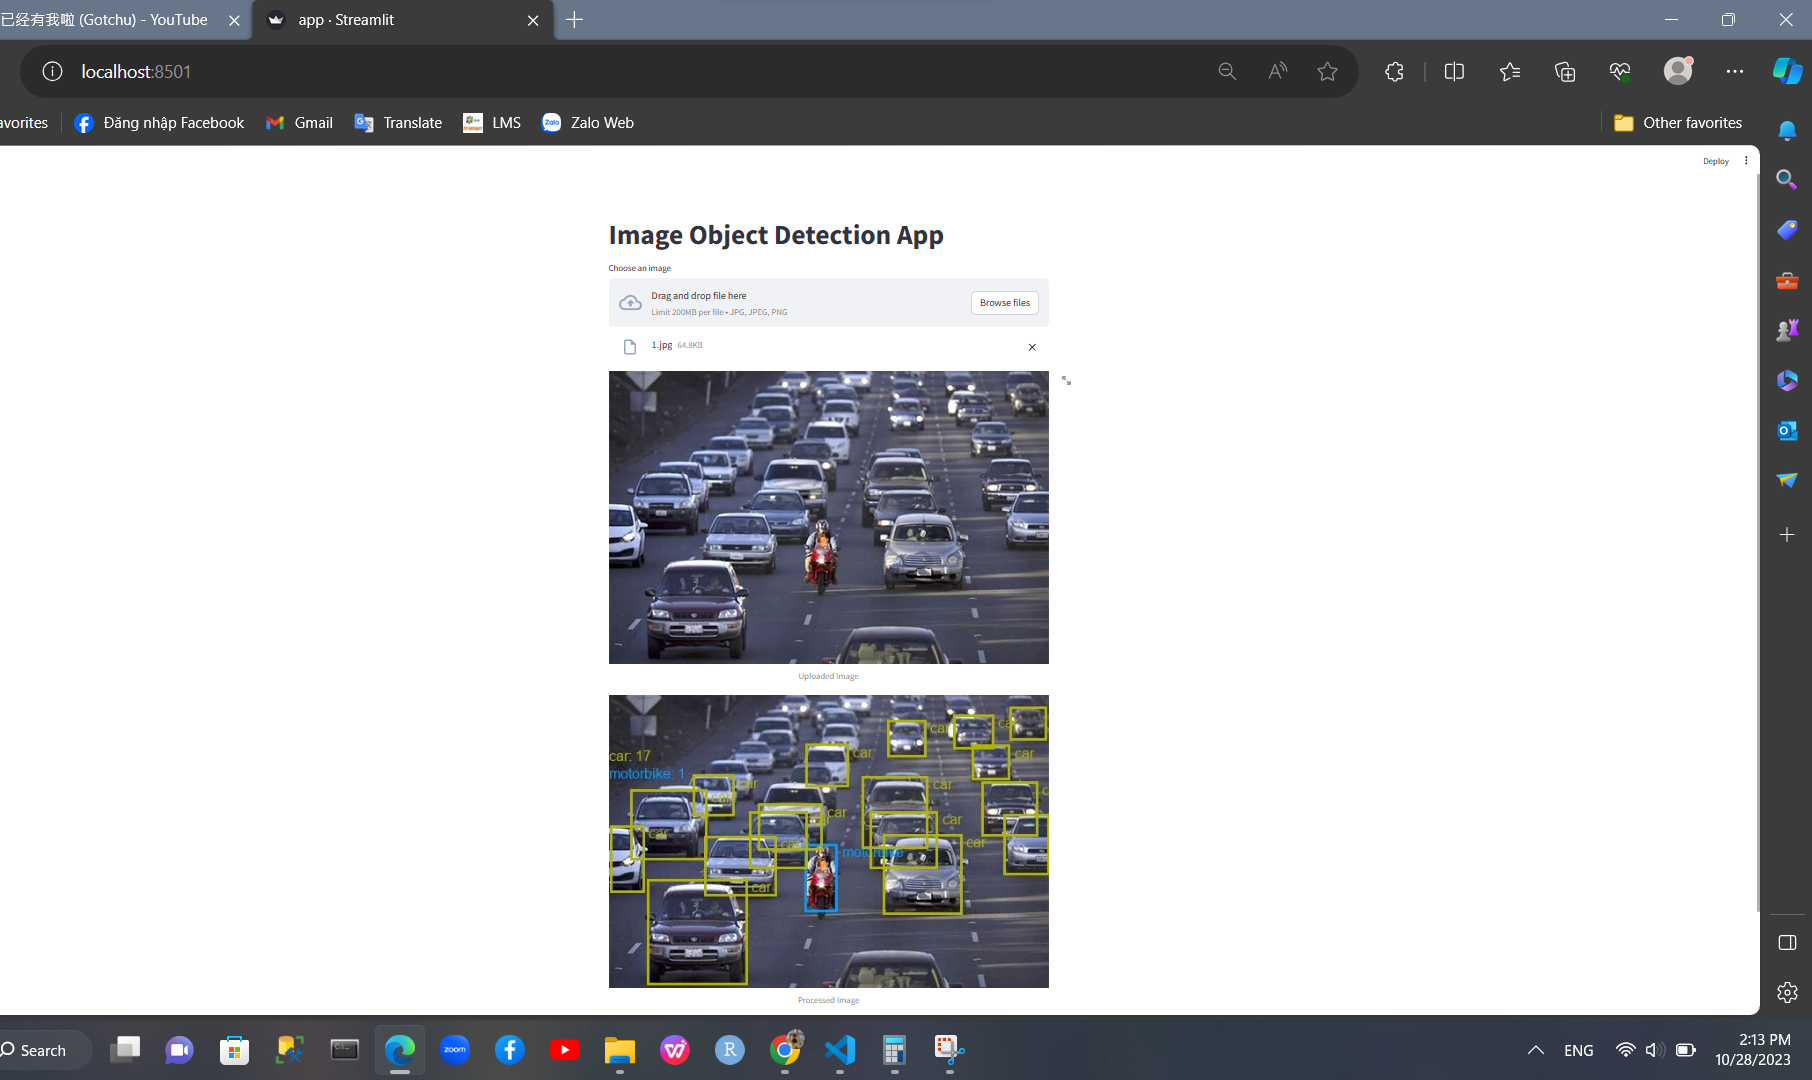 已经有我啦 (Gotchu) - YouTube
app · Streamlit
localhost:8501
avorites
Đăng nhập Facebook
Gmail
Translate
LMS
Zalo Web
Other favorites
Deploy
Image Object Detection App
Choose an image
Drag and drop file here
Limit 200MB per file • JPG, JPEG, PNG
Browse files
1.jpg 64.8KB
Uploaded Image
car
ca
car
car
car: 17
motorbike: 1
car
car
c
car
car
car
car
car
motorbike
car
car
Processed Image
Search
zoom
R
ENG
2:13 PM
10/28/2023